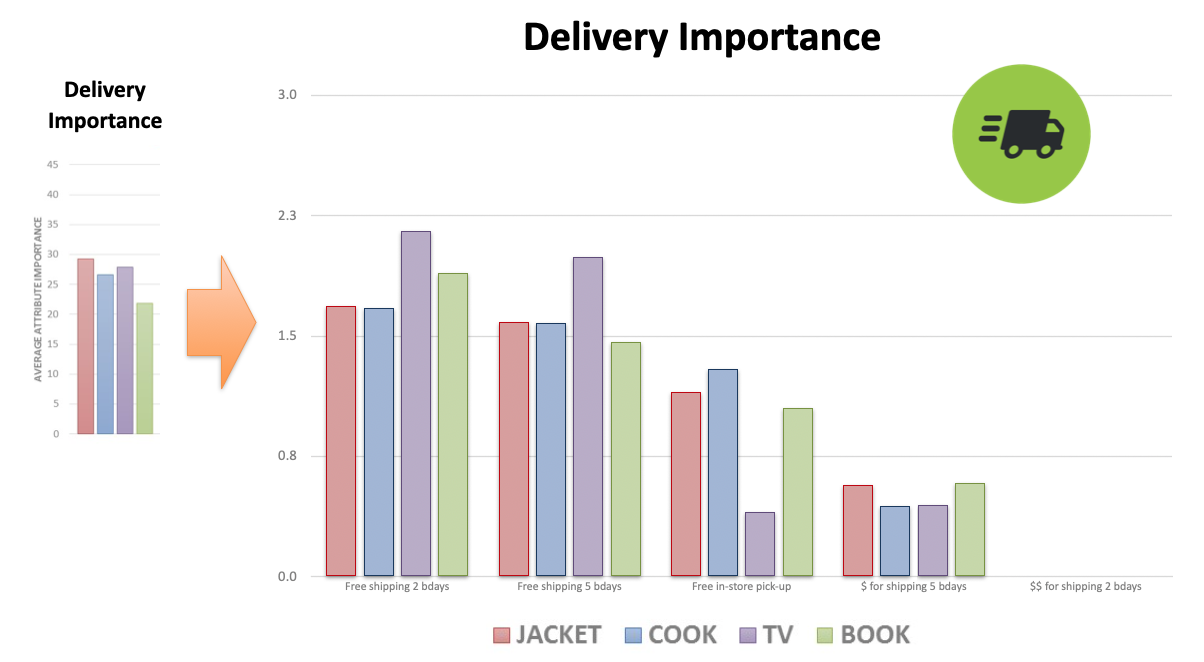 Delivery Importance
Delivery
Importance
45
40
35
30
25
20
15
10
5
0
AVERAGE ATTRIBUTE IMPORTANCE
3.0
2.3
1.5
0.8
0.0
Free shipping 2 bdays
Free shipping 5 bdays
Free in-store pick-up
$ for shipping 5 bdays
$$ for shipping 2 bdays
JACKET COOK TV BOOK